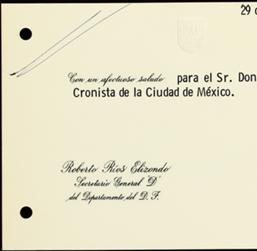 29
Con un afectuoso saludo para el Sr. Don
Cronista de la Ciudad de México.
Roberto Ríos Elizondo
Secretario General "D"
del Departamento del D. F.